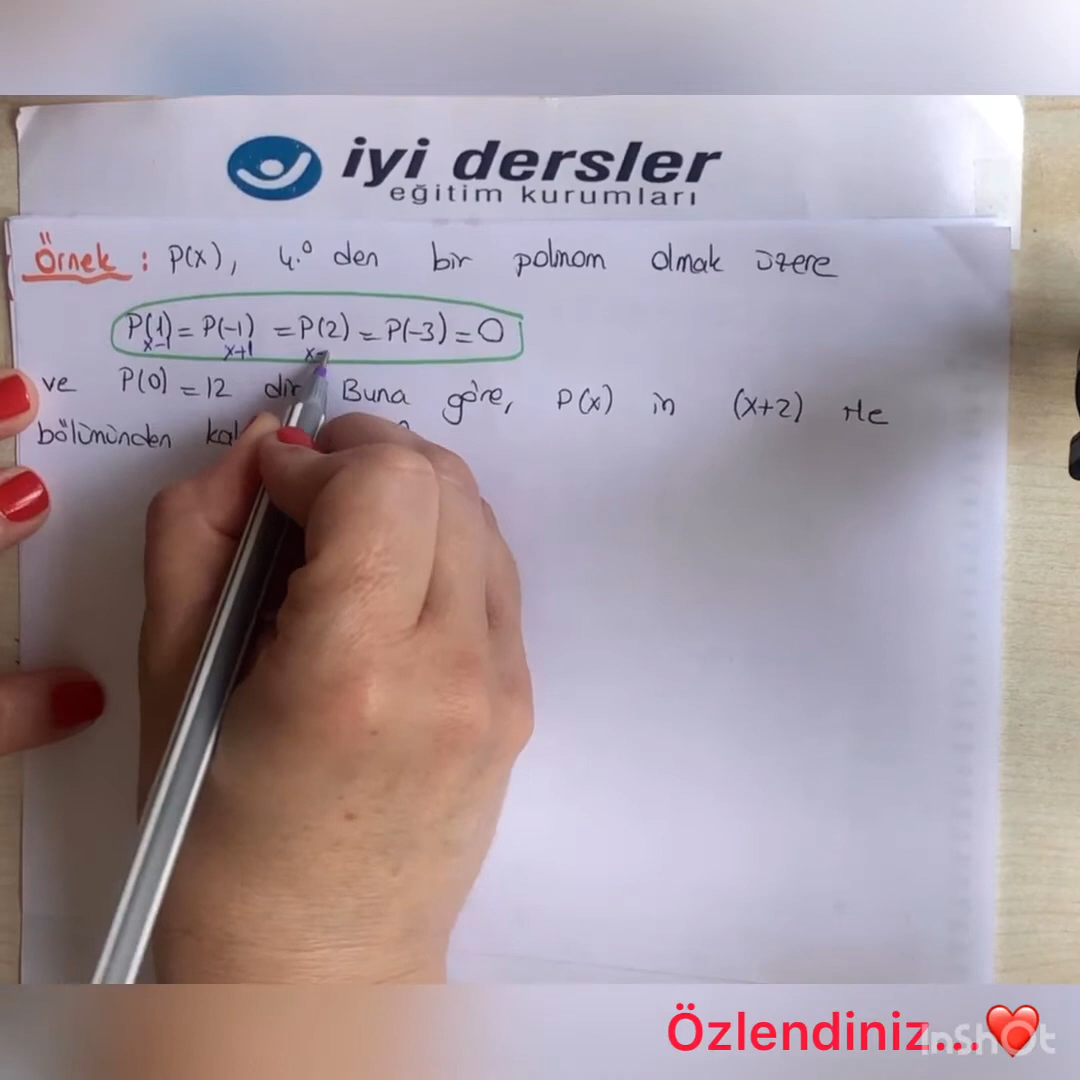 iyi dersler
eğitim kurumları
Örnek : P(x), 4.° den bir polinom olmak üzere
P(1) = P(-1) = P(2) = P(-3) = 0
x-1 x+1 x-
ve P(0) = 12 dir Buna göre, P(x) in (x+2) ile
bölümünden
Özlendiniz...❤️
InShOt